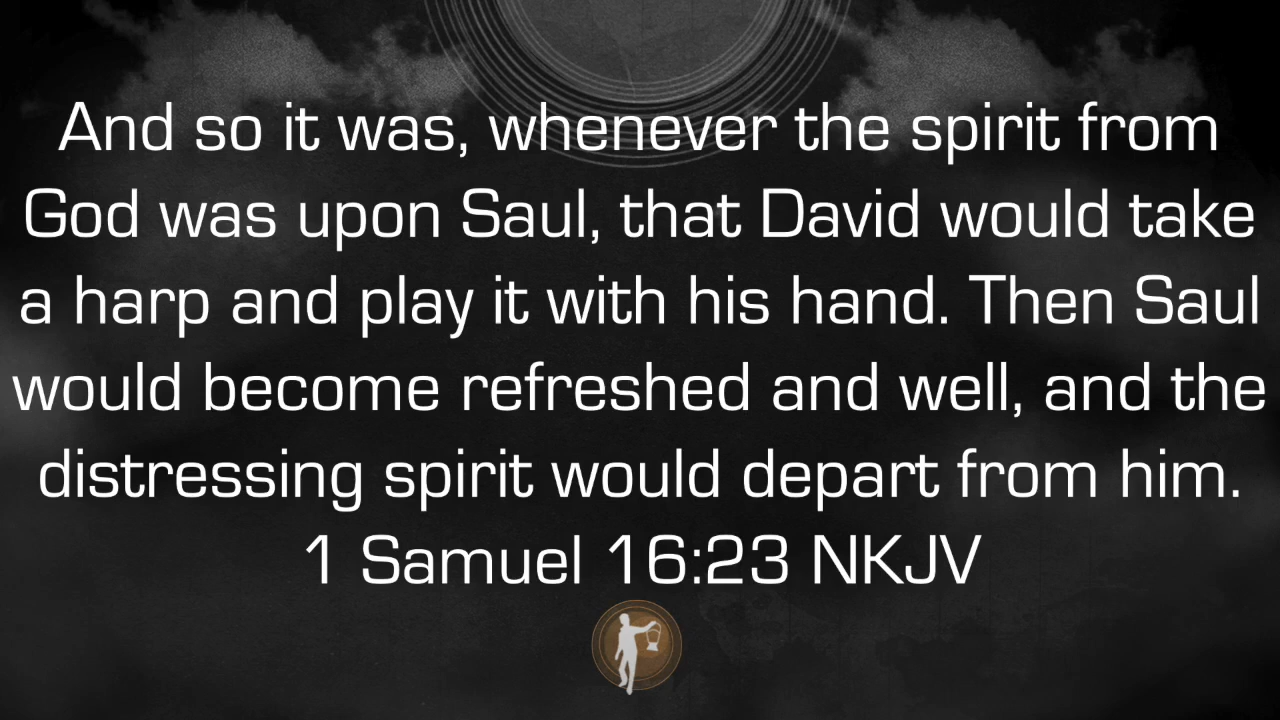 And so it was, whenever the spirit from
God was upon Saul, that David would take
a harp and play it with his hand. Then Saul
would become refreshed and well, and the
distressing spirit would depart from him.
1 Samuel 16:23 NKJV